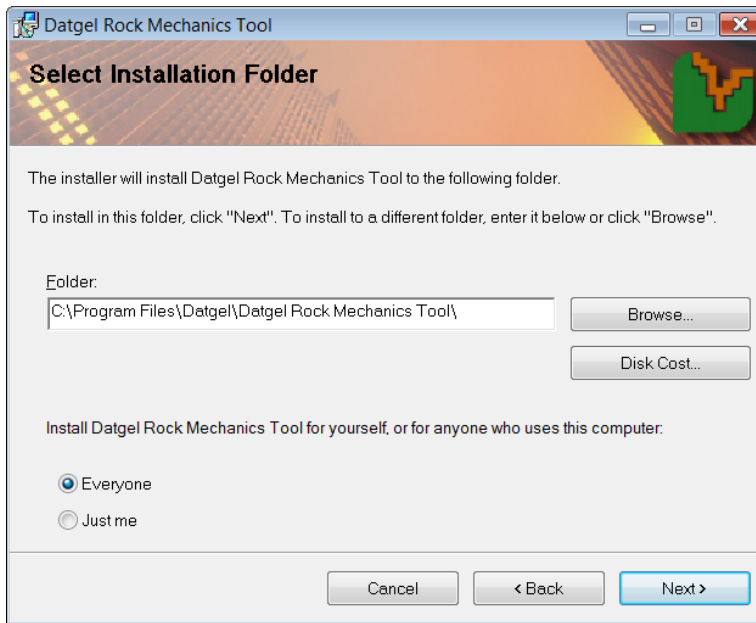 Datgel Rock Mechanics Tool
Select Installation Folder
The installer will install Datgel Rock Mechanics Tool to the following folder.
To install in this folder, click "Next". To install to a different folder, enter it below or click "Browse".
Folder:
C:\Program Files\Datgel\Datgel Rock Mechanics Tool\
Browse...
Disk Cost...
Install Datgel Rock Mechanics Tool for yourself, or for anyone who uses this computer:
Everyone
Just me
Cancel
< Back
Next >